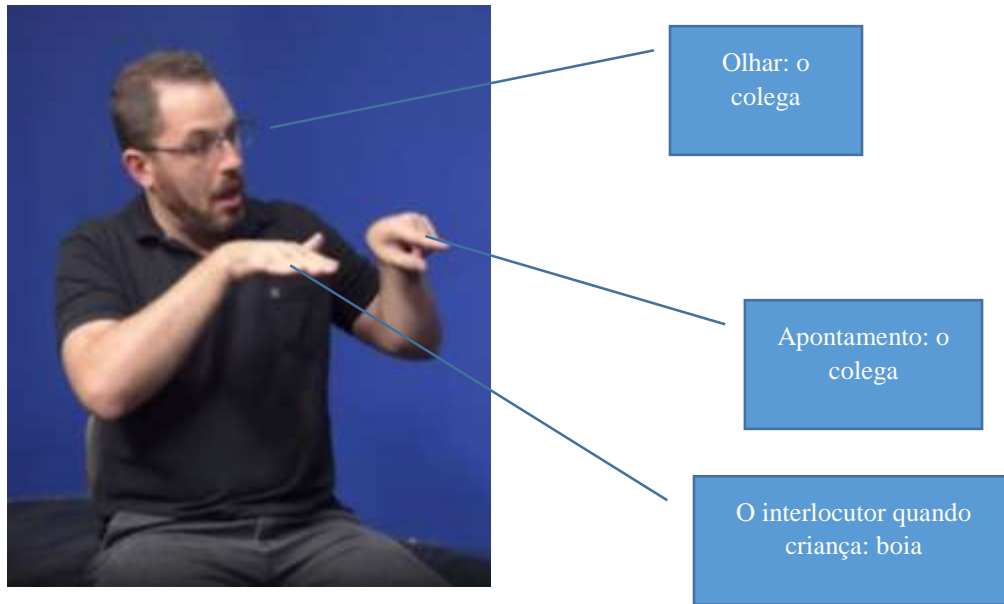 Olhar: o
colega
Apontamento: o
colega
O interlocutor quando
criança: boia